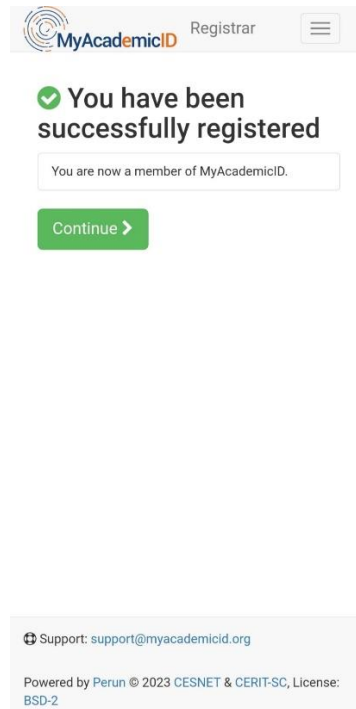 MyAcademicID Registrar
You have been
successfully registered
You are now a member of MyAcademicID.
Continue
Support: support@myacademicid.org
Powered by Perun © 2023 CESNET & CERIT-SC, License:
BSD-2